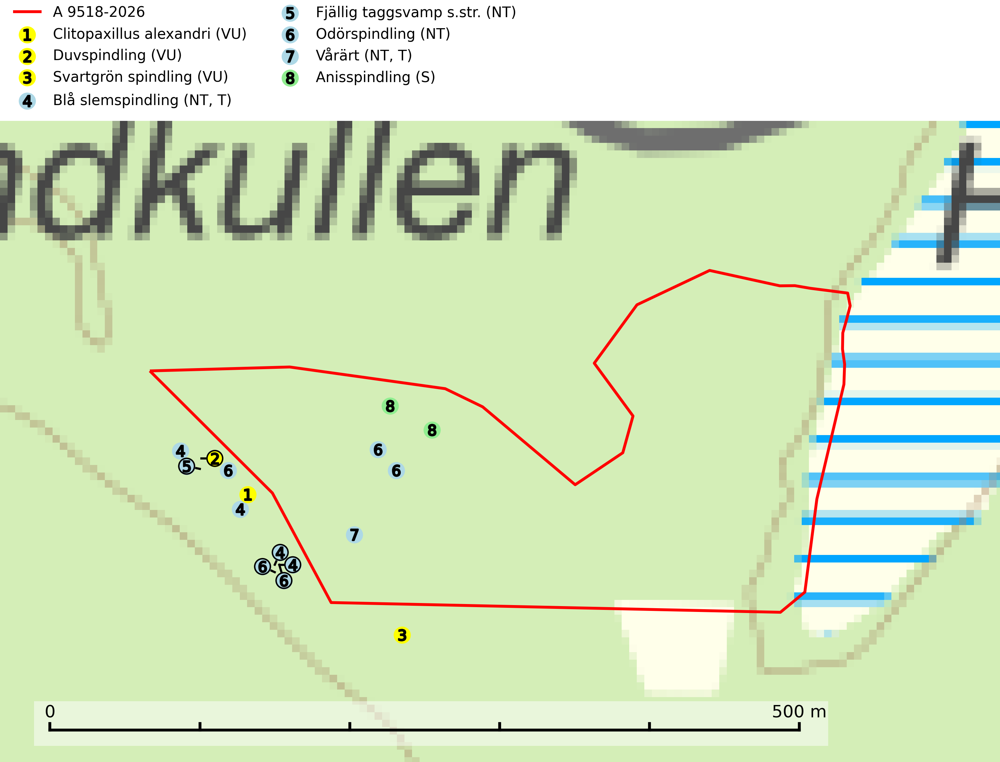 A 9518-2026
1 Clitopaxillus alexandri (VU)
2 Duvspindling (VU)
3 Svartgrön spindling (VU)
4 Blå slemspindling (NT, T)
5 Fjällig taggsvamp s.str. (NT)
6 Odörspindling (NT)
7 Vårärt (NT, T)
8 Anisspindling (S)
dkullen
8
8
4
6
2
5
6
6
1
4
7
4
4
6
6
3
0 500 m